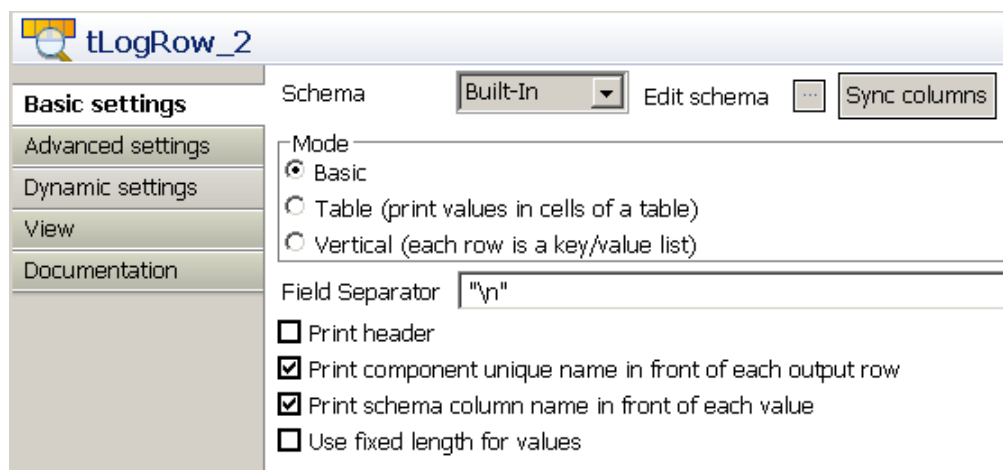 tLogRow_2
Basic settings
Advanced settings
Dynamic settings
View
Documentation
Schema Built-In Edit schema ... Sync columns
Mode
Basic
Table (print values in cells of a table)
Vertical (each row is a key/value list)
Field Separator "\n"
Print header
Print component unique name in front of each output row
Print schema column name in front of each value
Use fixed length for values